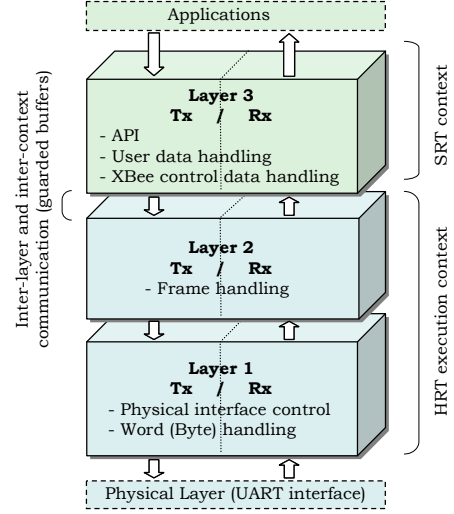 Applications
Layer 3
Tx / Rx
- API
- User data handling
- XBee control data handling
Layer 2
Tx / Rx
- Frame handling
Layer 1
Tx / Rx
- Physical interface control
- Word (Byte) handling
Physical Layer (UART interface)
Inter-layer and inter-context
communication (guarded buffers)
SRT context
HRT execution context